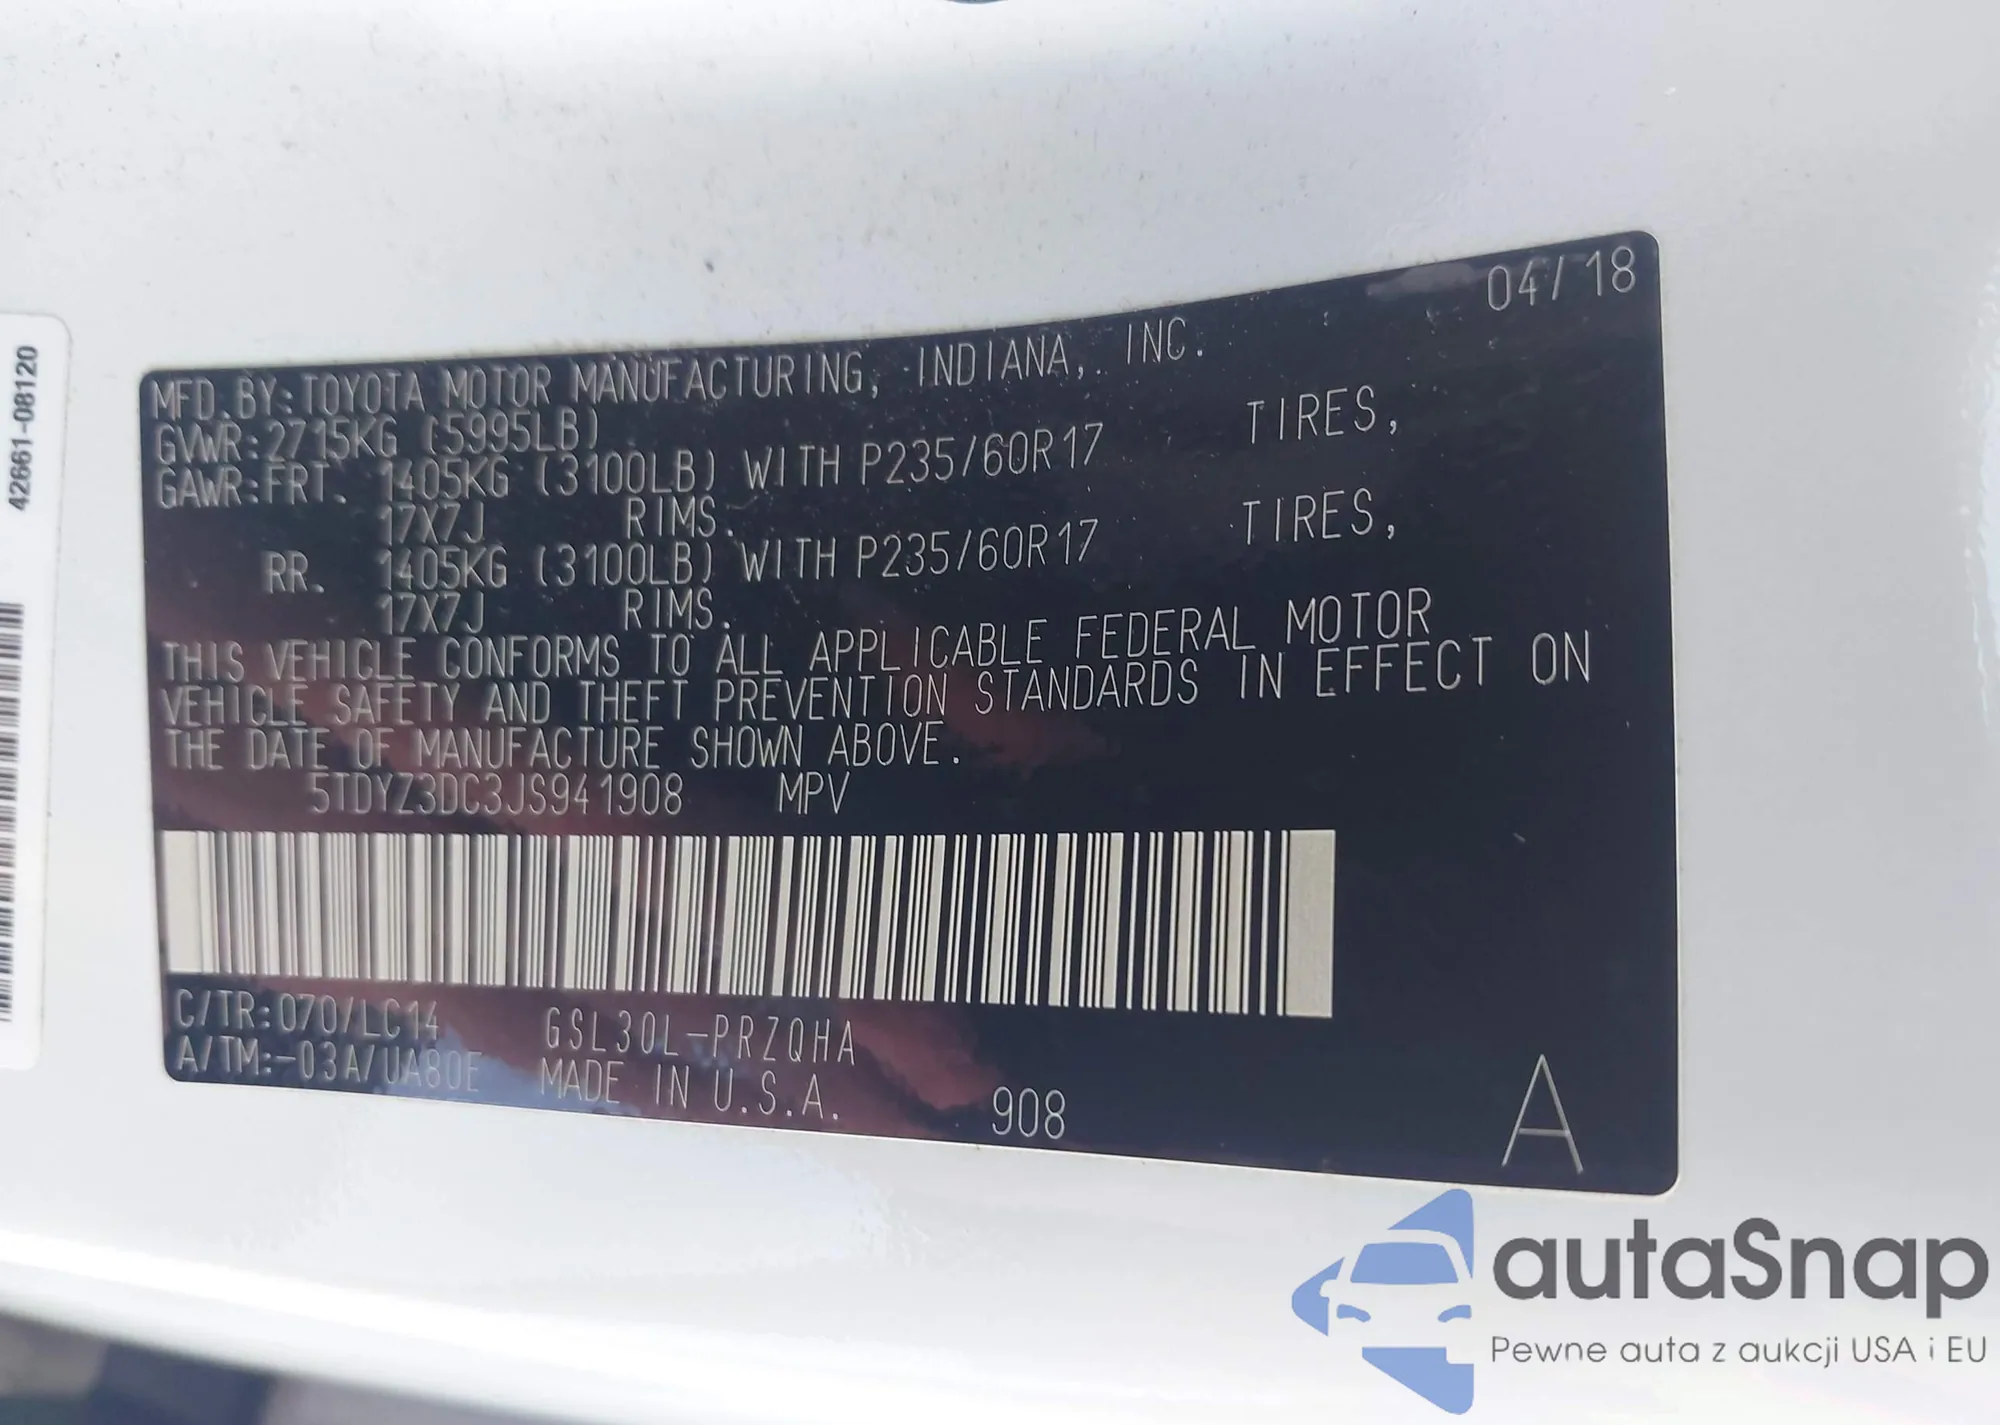 04/18
MFD.BY:TOYOTA MOTOR MANUFACTURING, INDIANA, INC.
GVWR:2715KG (5995LB)
GAWR:FRT. 1405KG (3100LB) WITH P235/60R17 TIRES,
17X7J RIMS.
RR. 1405KG (3100LB) WITH P235/60R17 TIRES,
17X7J RIMS.
THIS VEHICLE CONFORMS TO ALL APPLICABLE FEDERAL MOTOR
VEHICLE SAFETY AND THEFT PREVENTION STANDARDS IN EFFECT ON
THE DATE OF MANUFACTURE SHOWN ABOVE.
5TDYZ3DC3JS941908 MPV
C/TR:070/LC14 GSL30L-PRZQHA
A/TM:-03A/UA80E MADE IN U.S.A.
908
A
42661-08120
autaSnap
Pewne auta z aukcji USA i EU